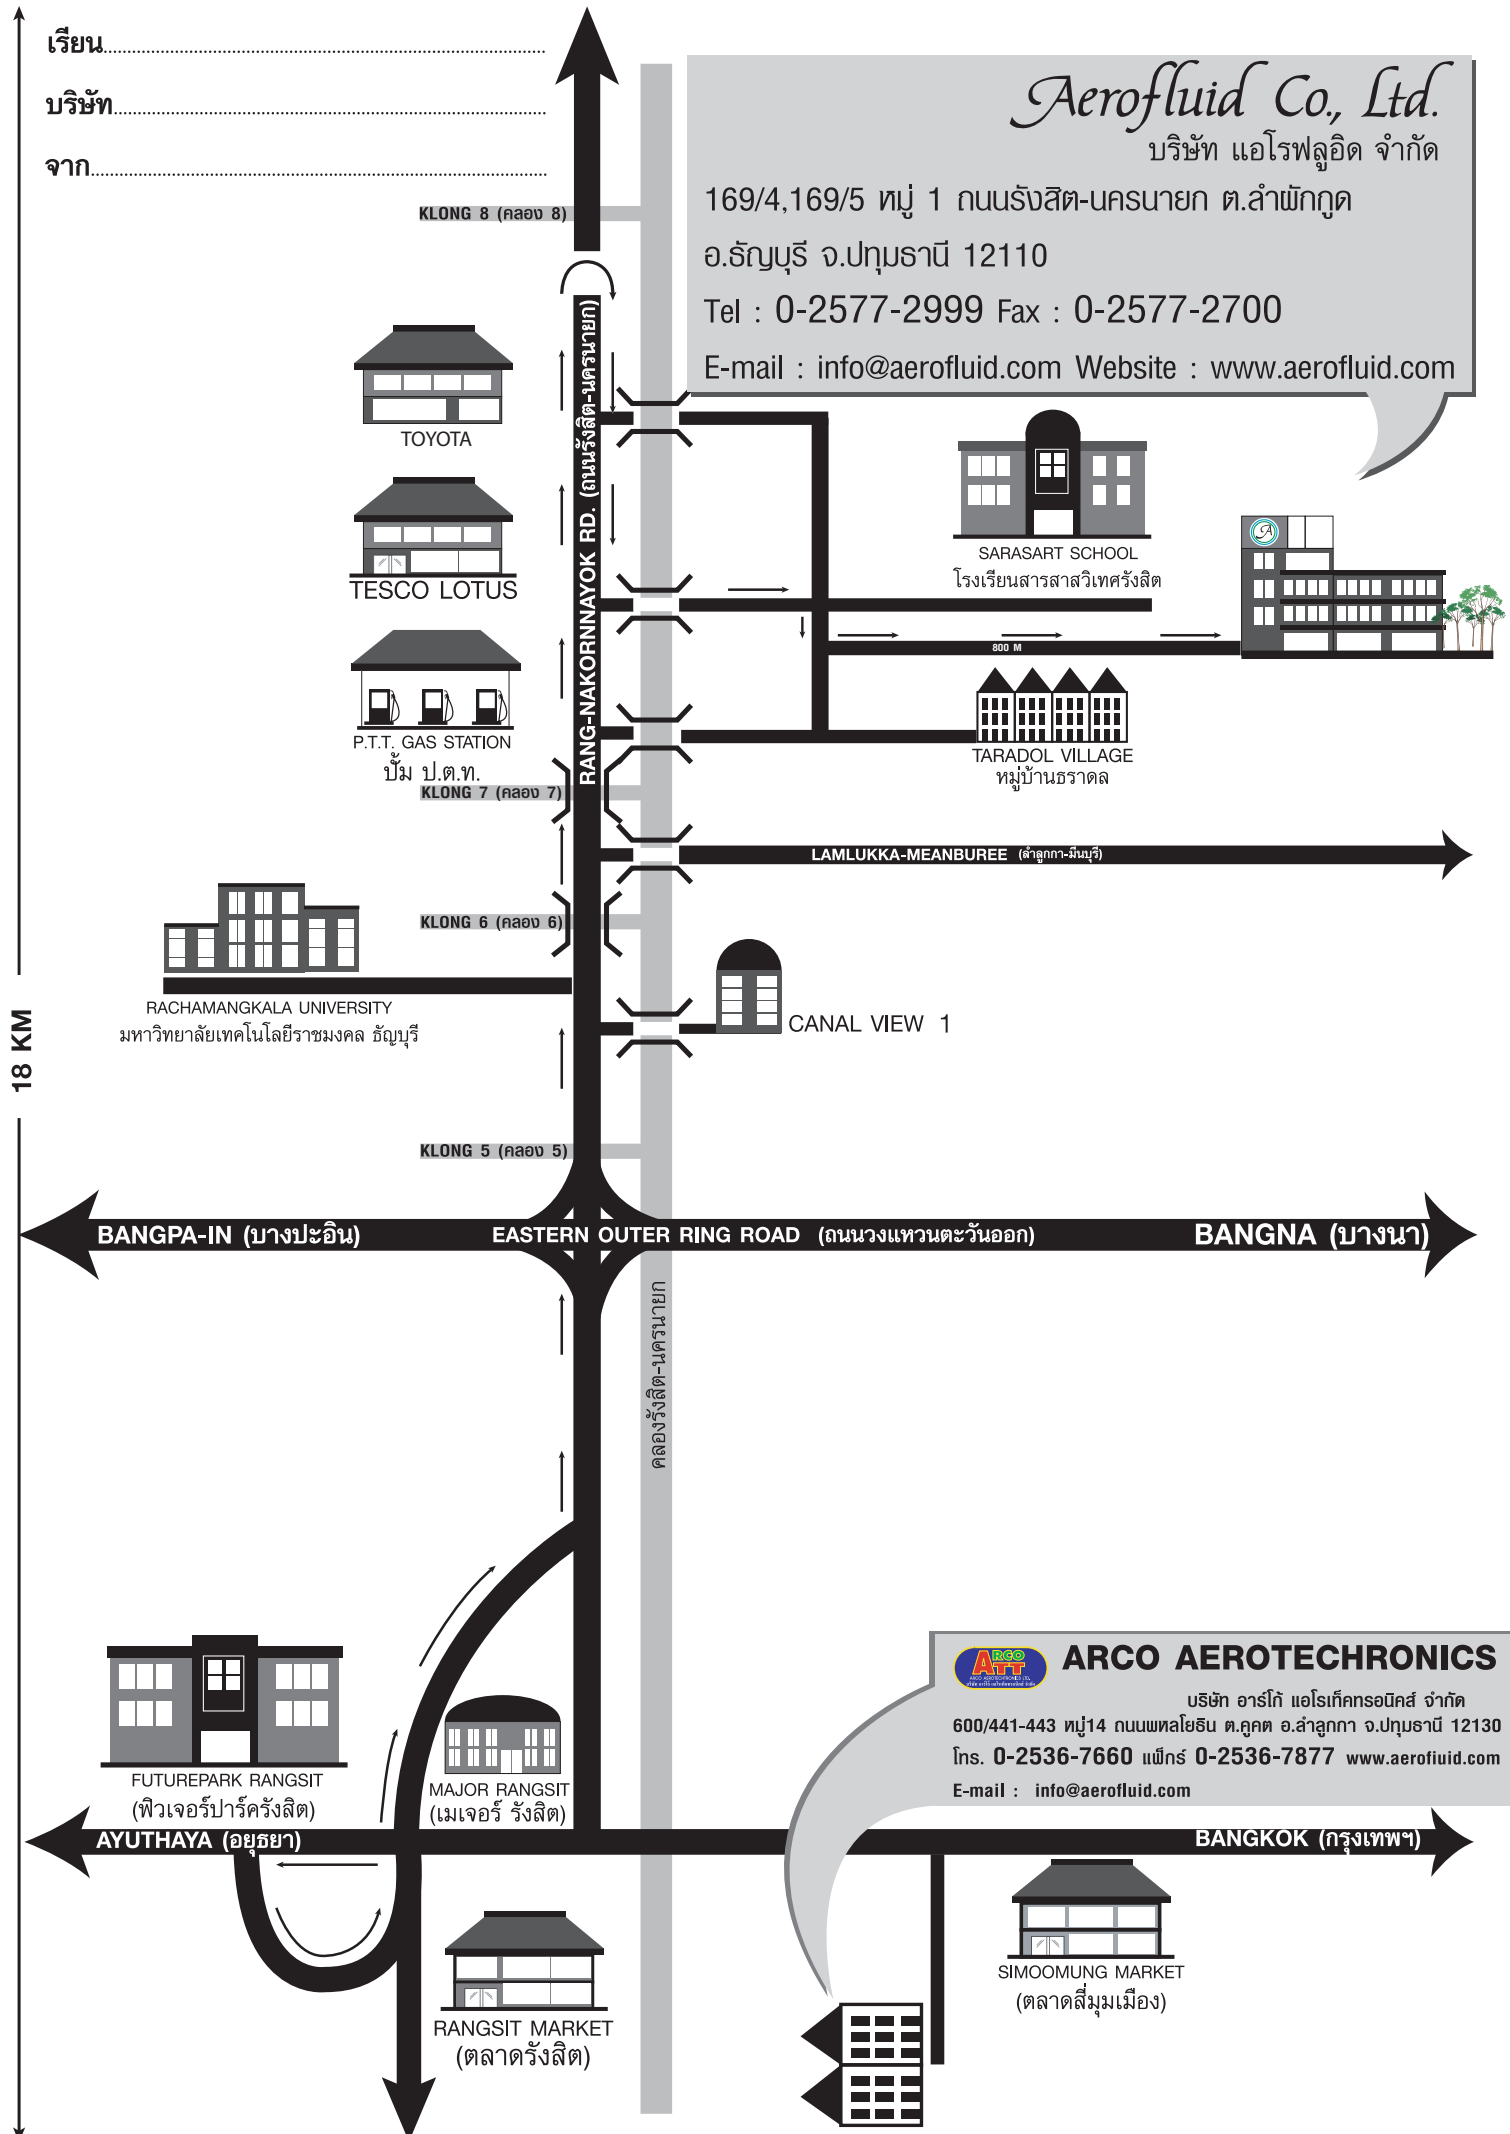 เรียน
บริษัท
จาก
Aerofluid Co., Ltd.
บริษัท แอโรฟลูอิด จำกัด
169/4,169/5 หมู่ 1 ถนนรังสิต-นครนายก ต.ลำผักกูด
อ.ธัญบุรี จ.ปทุมธานี 12110
Tel : 0-2577-2999 Fax : 0-2577-2700
E-mail : info@aerofluid.com Website : www.aerofluid.com
KLONG 8 (คลอง 8)
RANG-NAKORNNAYOK RD. (ถนนรังสิต-นครนายก)
TOYOTA
TESCO LOTUS
SARASART SCHOOL
โรงเรียนสารสาสวิเทศรังสิต
800 M
P.T.T. GAS STATION
ปั้ม ป.ต.ท.
TARADOL VILLAGE
หมู่บ้านธราดล
KLONG 7 (คลอง 7)
LAMLUKKA-MEANBUREE (ลำลูกกา-มีนบุรี)
KLONG 6 (คลอง 6)
RACHAMANGKALA UNIVERSITY
มหาวิทยาลัยเทคโนโลยีราชมงคล ธัญบุรี
CANAL VIEW 1
18 KM
KLONG 5 (คลอง 5)
BANGPA-IN (บางปะอิน)
EASTERN OUTER RING ROAD (ถนนวงแหวนตะวันออก)
BANGNA (บางนา)
คลองรังสิต-นครนายก
ARCO ATT
ARCO AEROTECHRONICS
บริษัท อาร์โก้ แอโรเท็คทรอนิคส์ จำกัด
600/441-443 หมู่14 ถนนพหลโยธิน ต.คูคต อ.ลำลูกกา จ.ปทุมธานี 12130
โทร. 0-2536-7660 แฟ็กร์ 0-2536-7877 www.aerofiuid.com
E-mail : info@aerofluid.com
FUTUREPARK RANGSIT
(ฟิวเจอร์ปาร์ครังสิต)
MAJOR RANGSIT
(เมเจอร์ รังสิต)
AYUTHAYA (อยุธยา)
BANGKOK (กรุงเทพฯ)
RANGSIT MARKET
(ตลาดรังสิต)
SIMOOMUNG MARKET
(ตลาดสี่มุมเมือง)